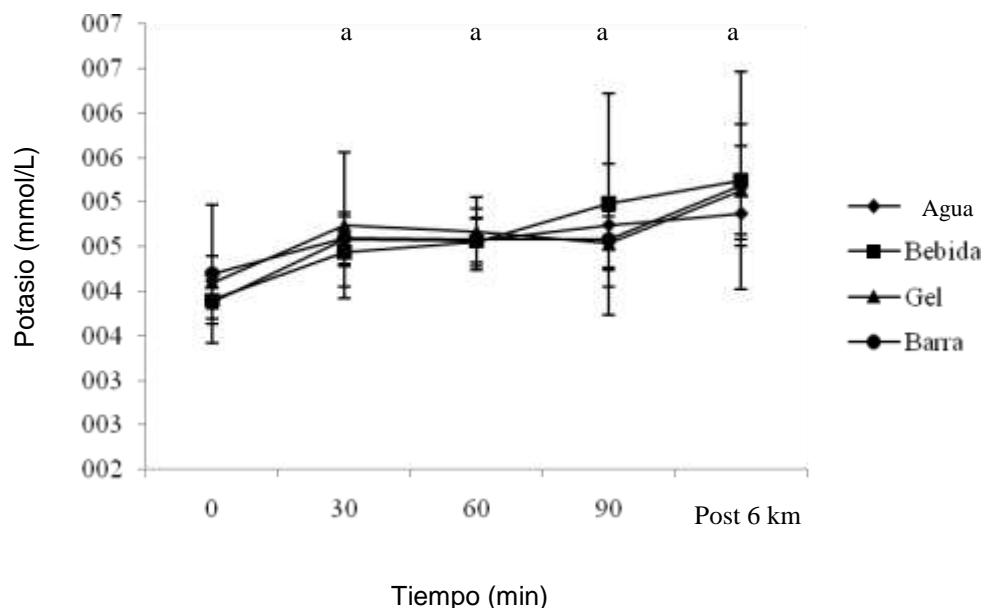 007
a a a a
007
006
006
005
005
004
004
003
003
002
Potasio (mmol/L)
0 30 60 90 Post 6 km
Tiempo (min)
Agua
Bebida
Gel
Barra